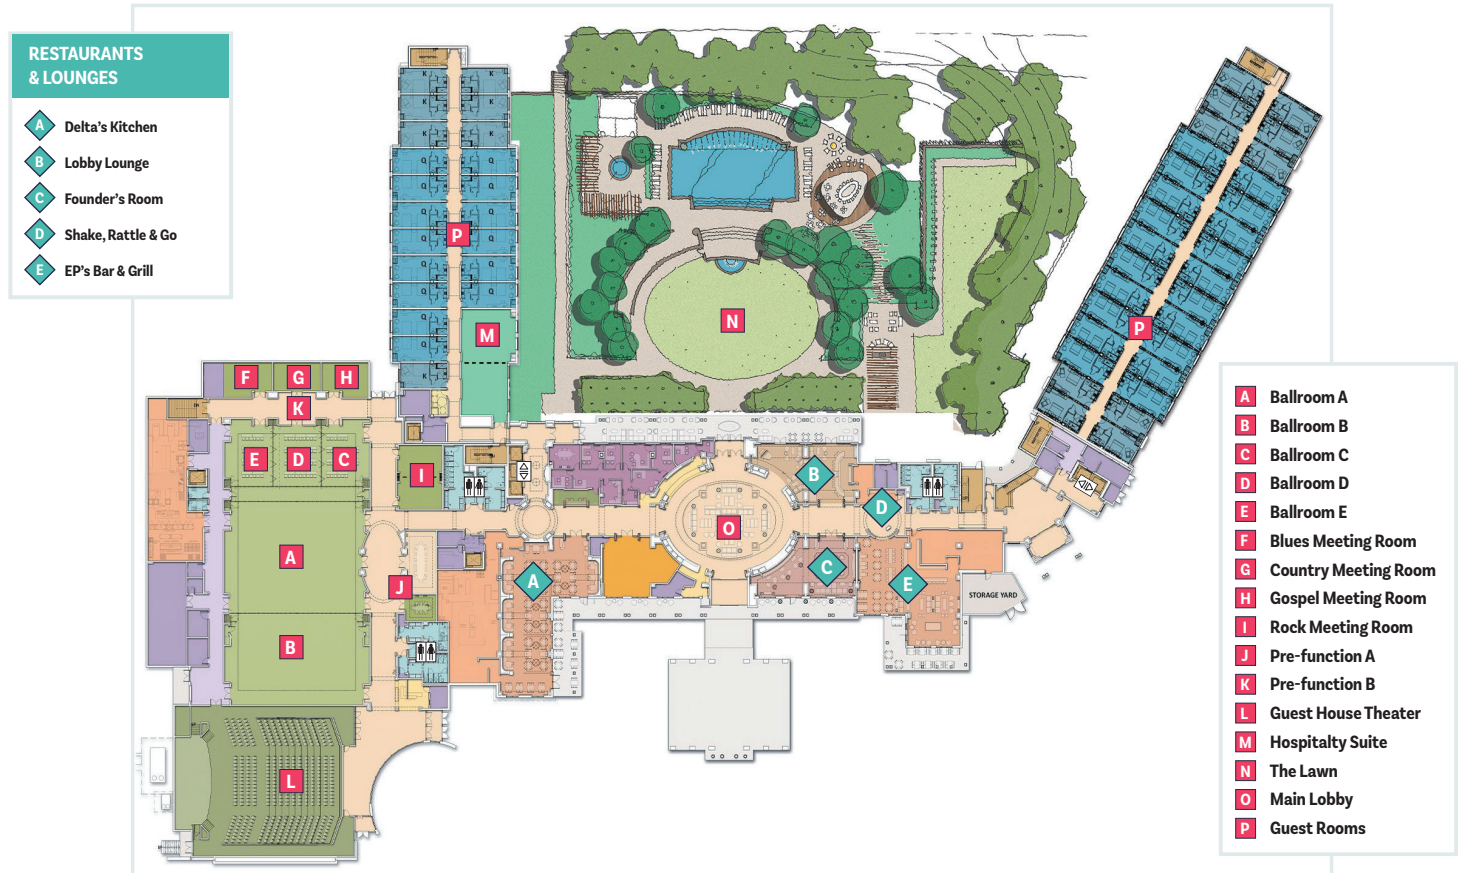 RESTAURANTS
& LOUNGES
A Delta's Kitchen
B Lobby Lounge
C Founder's Room
D Shake, Rattle & Go
E EP's Bar & Grill
K
K
K
K
K
Q Q
Q Q
Q Q
P
Q Q
Q Q
Q Q
M
K
N
P
F G H
K
E D C
I
B
D
O
A
J
A
C
E
STORAGE YARD
B
L
A Ballroom A
B Ballroom B
C Ballroom C
D Ballroom D
E Ballroom E
F Blues Meeting Room
G Country Meeting Room
H Gospel Meeting Room
I Rock Meeting Room
J Pre-function A
K Pre-function B
L Guest House Theater
M Hospitalty Suite
N The Lawn
O Main Lobby
P Guest Rooms